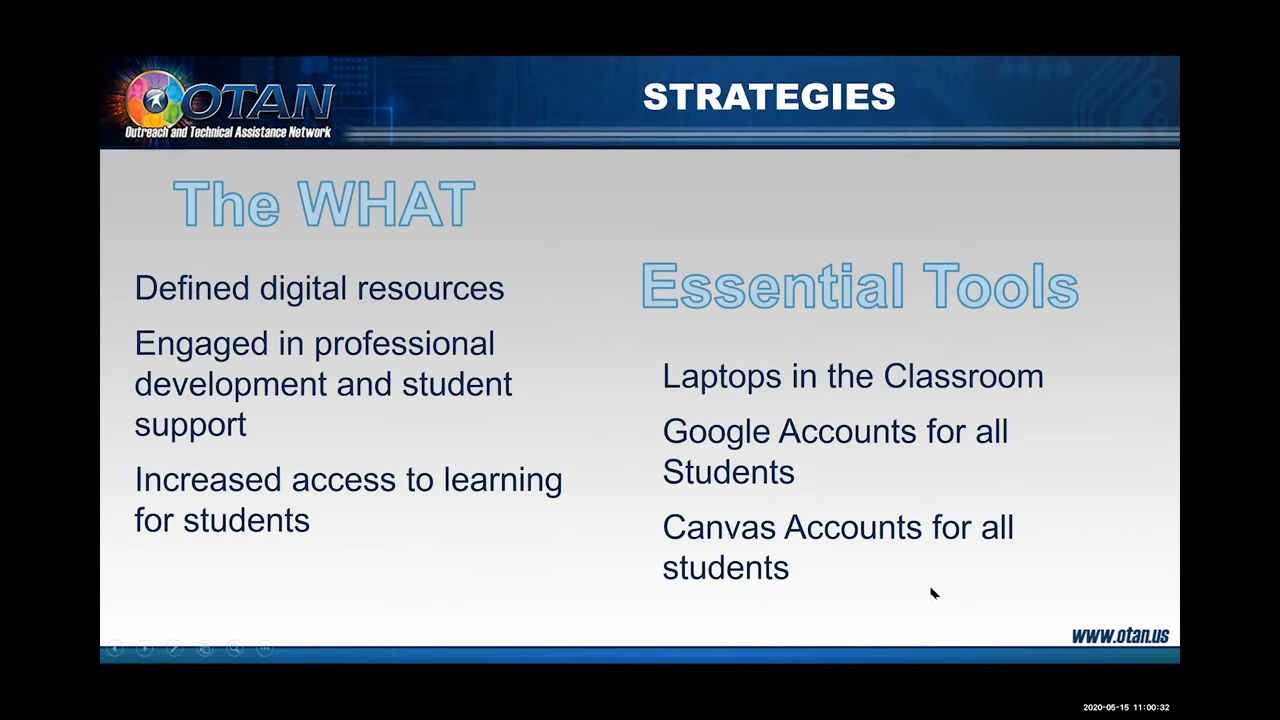 OTAN
Outreach and Technical Assistance Network
STRATEGIES
The WHAT
Defined digital resources
Engaged in professional
development and student
support
Increased access to learning
for students
Essential Tools
Laptops in the Classroom
Google Accounts for all
Students
Canvas Accounts for all
students
www.otan.us
2020-05-15 11:00:32